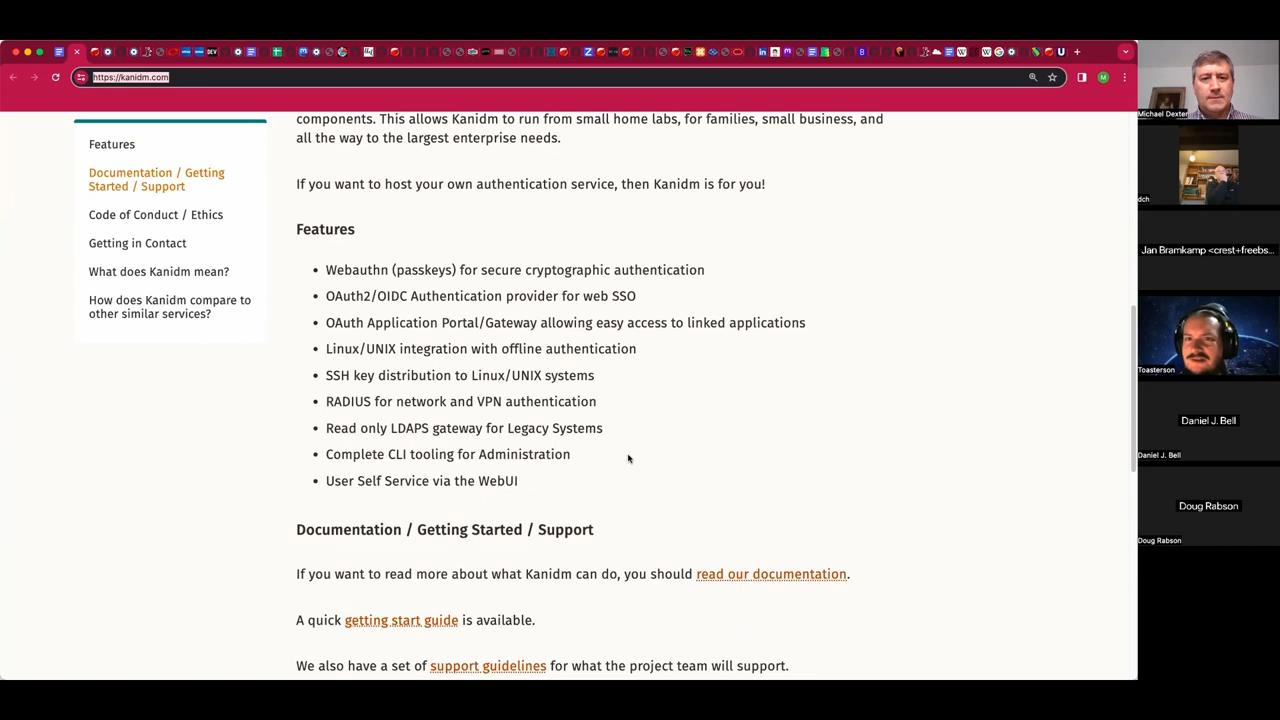 https://kanidm.com
Features
Documentation / Getting
Started / Support
Code of Conduct / Ethics
Getting in Contact
What does Kanidm mean?
How does Kanidm compare to
other similar services?
components. This allows Kanidm to run from small home labs, for families, small business, and
all the way to the largest enterprise needs.
If you want to host your own authentication service, then Kanidm is for you!
Features
• Webauthn (passkeys) for secure cryptographic authentication
• OAuth2/OIDC Authentication provider for web SSO
• OAuth Application Portal/Gateway allowing easy access to linked applications
• Linux/UNIX integration with offline authentication
• SSH key distribution to Linux/UNIX systems
• RADIUS for network and VPN authentication
• Read only LDAPS gateway for Legacy Systems
• Complete CLI tooling for Administration
• User Self Service via the WebUI
Documentation / Getting Started / Support
If you want to read more about what Kanidm can do, you should read our documentation.
A quick getting start guide is available.
We also have a set of support guidelines for what the project team will support.
Michael Dexter
dch
Jan Bramkamp <crest+freebs...
Toasterson
Daniel J. Bell
Daniel J. Bell
Doug Rabson
Doug Rabson